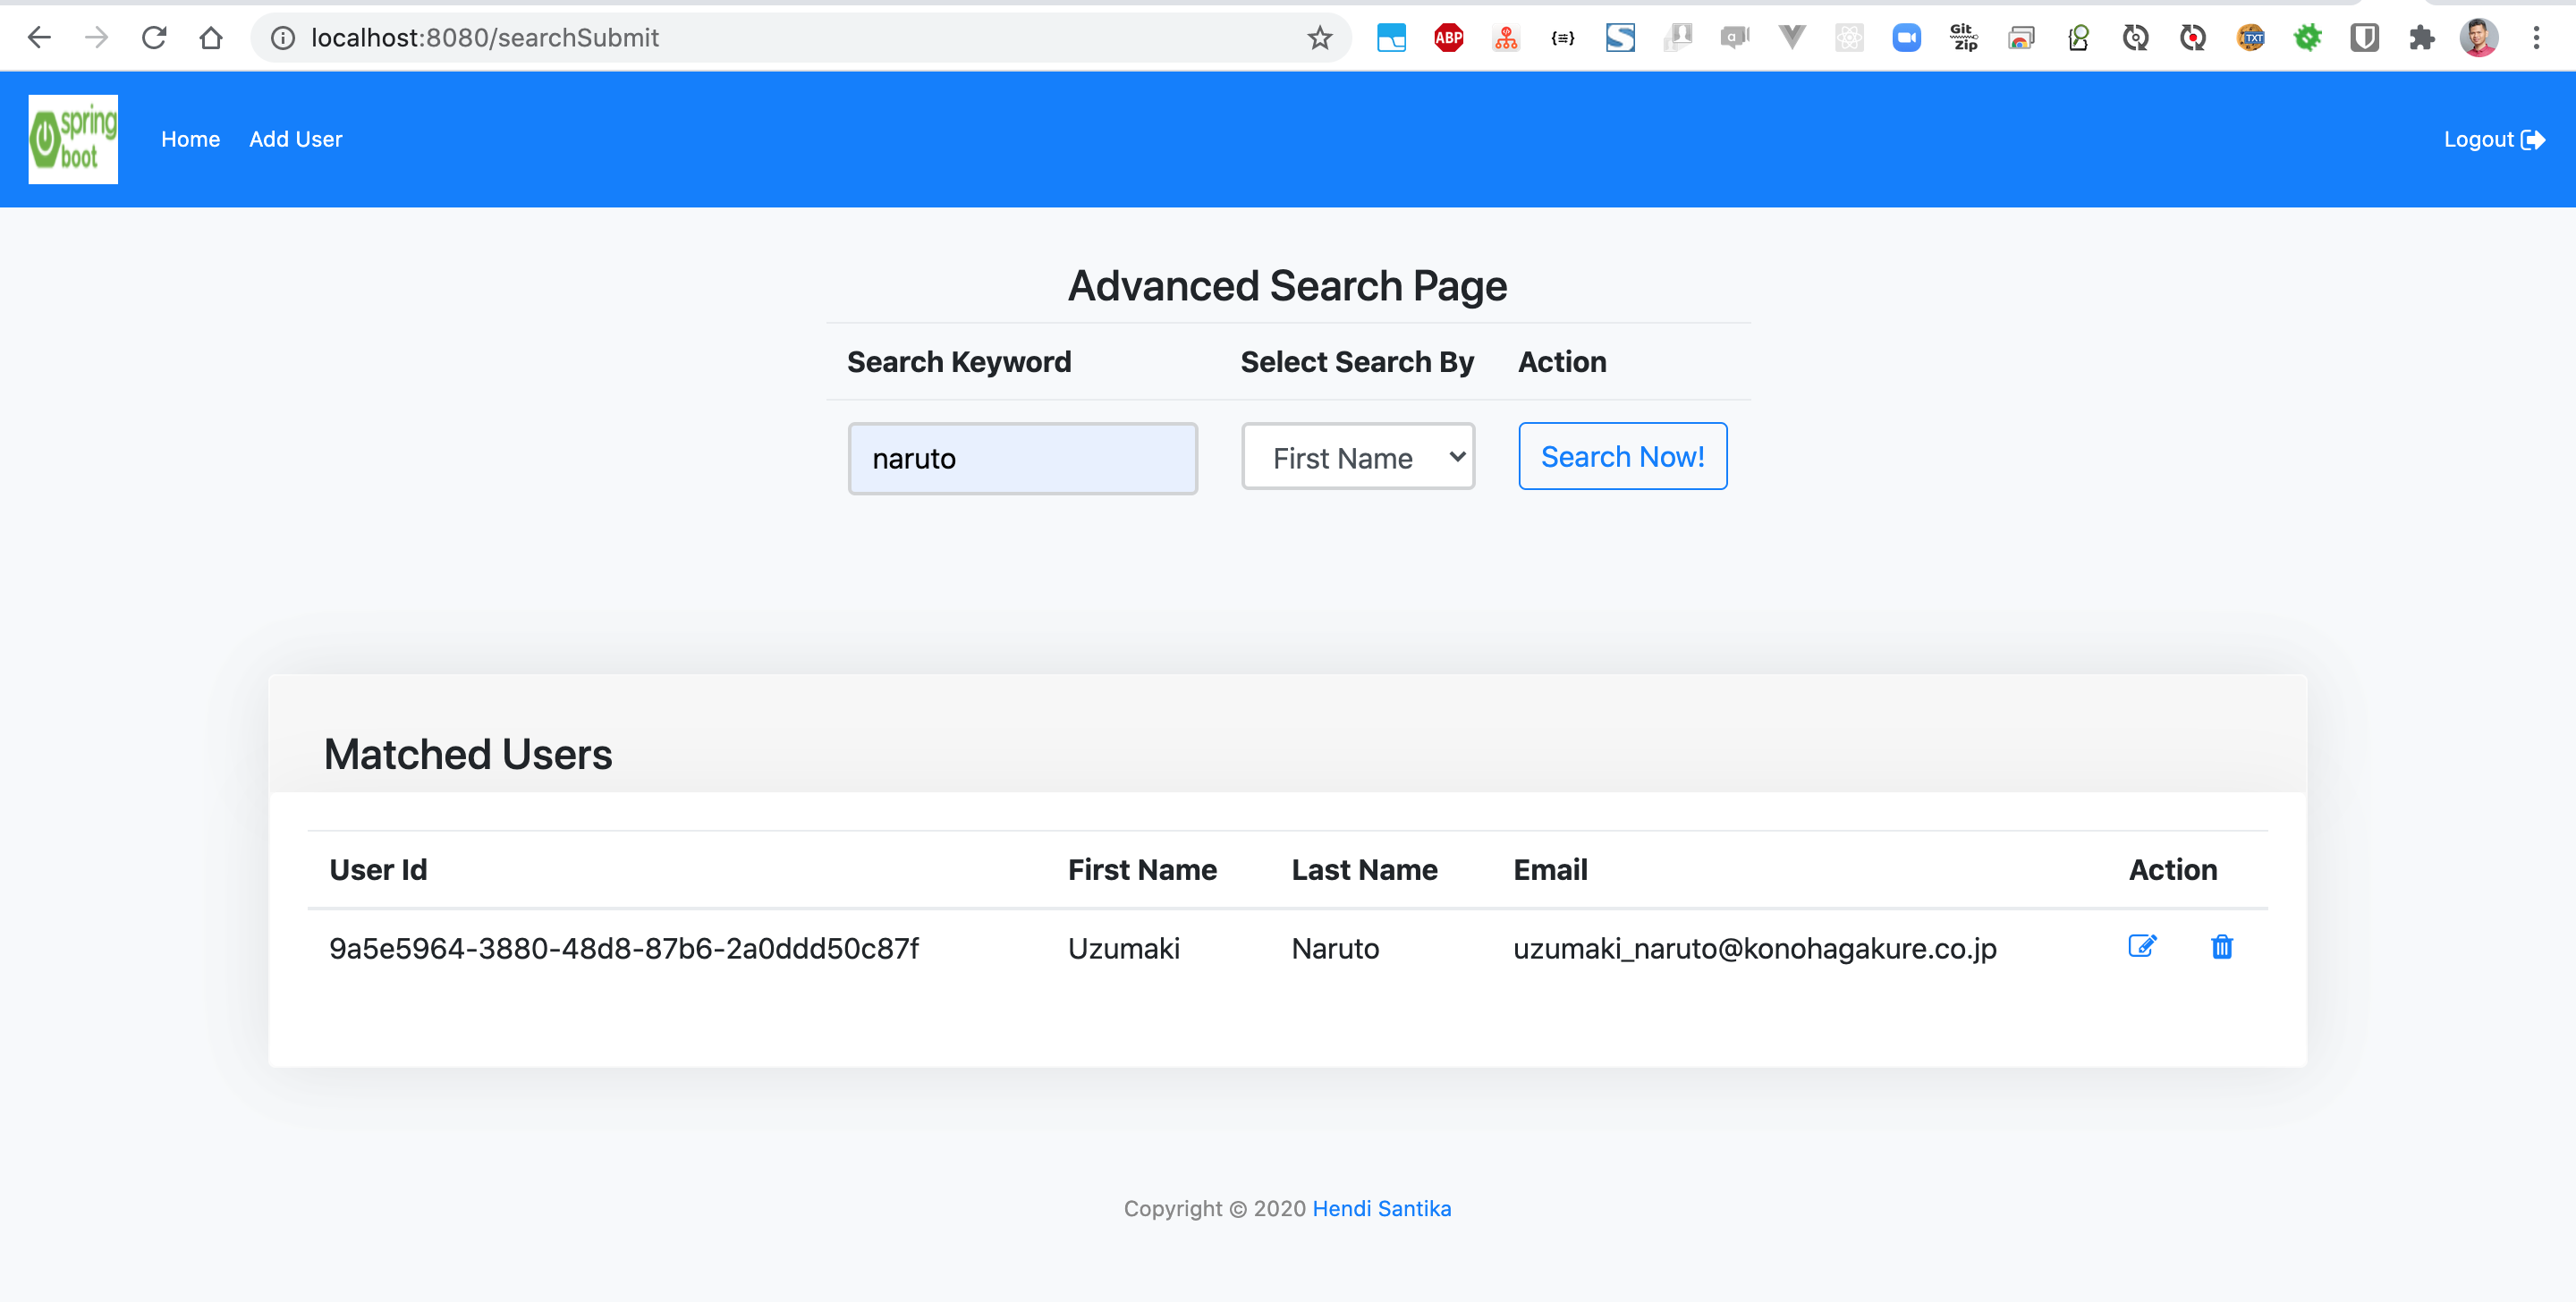 localhost:8080/searchSubmit
ABP
{≡}
S
a
Git Zip
TXT
spring boot
Home Add User Logout
Advanced Search Page
Search Keyword Select Search By Action
naruto First Name Search Now!
Matched Users
User Id First Name Last Name Email Action
9a5e5964-3880-48d8-87b6-2a0ddd50c87f Uzumaki Naruto uzumaki_naruto@konohagakure.co.jp
Copyright © 2020 Hendi Santika